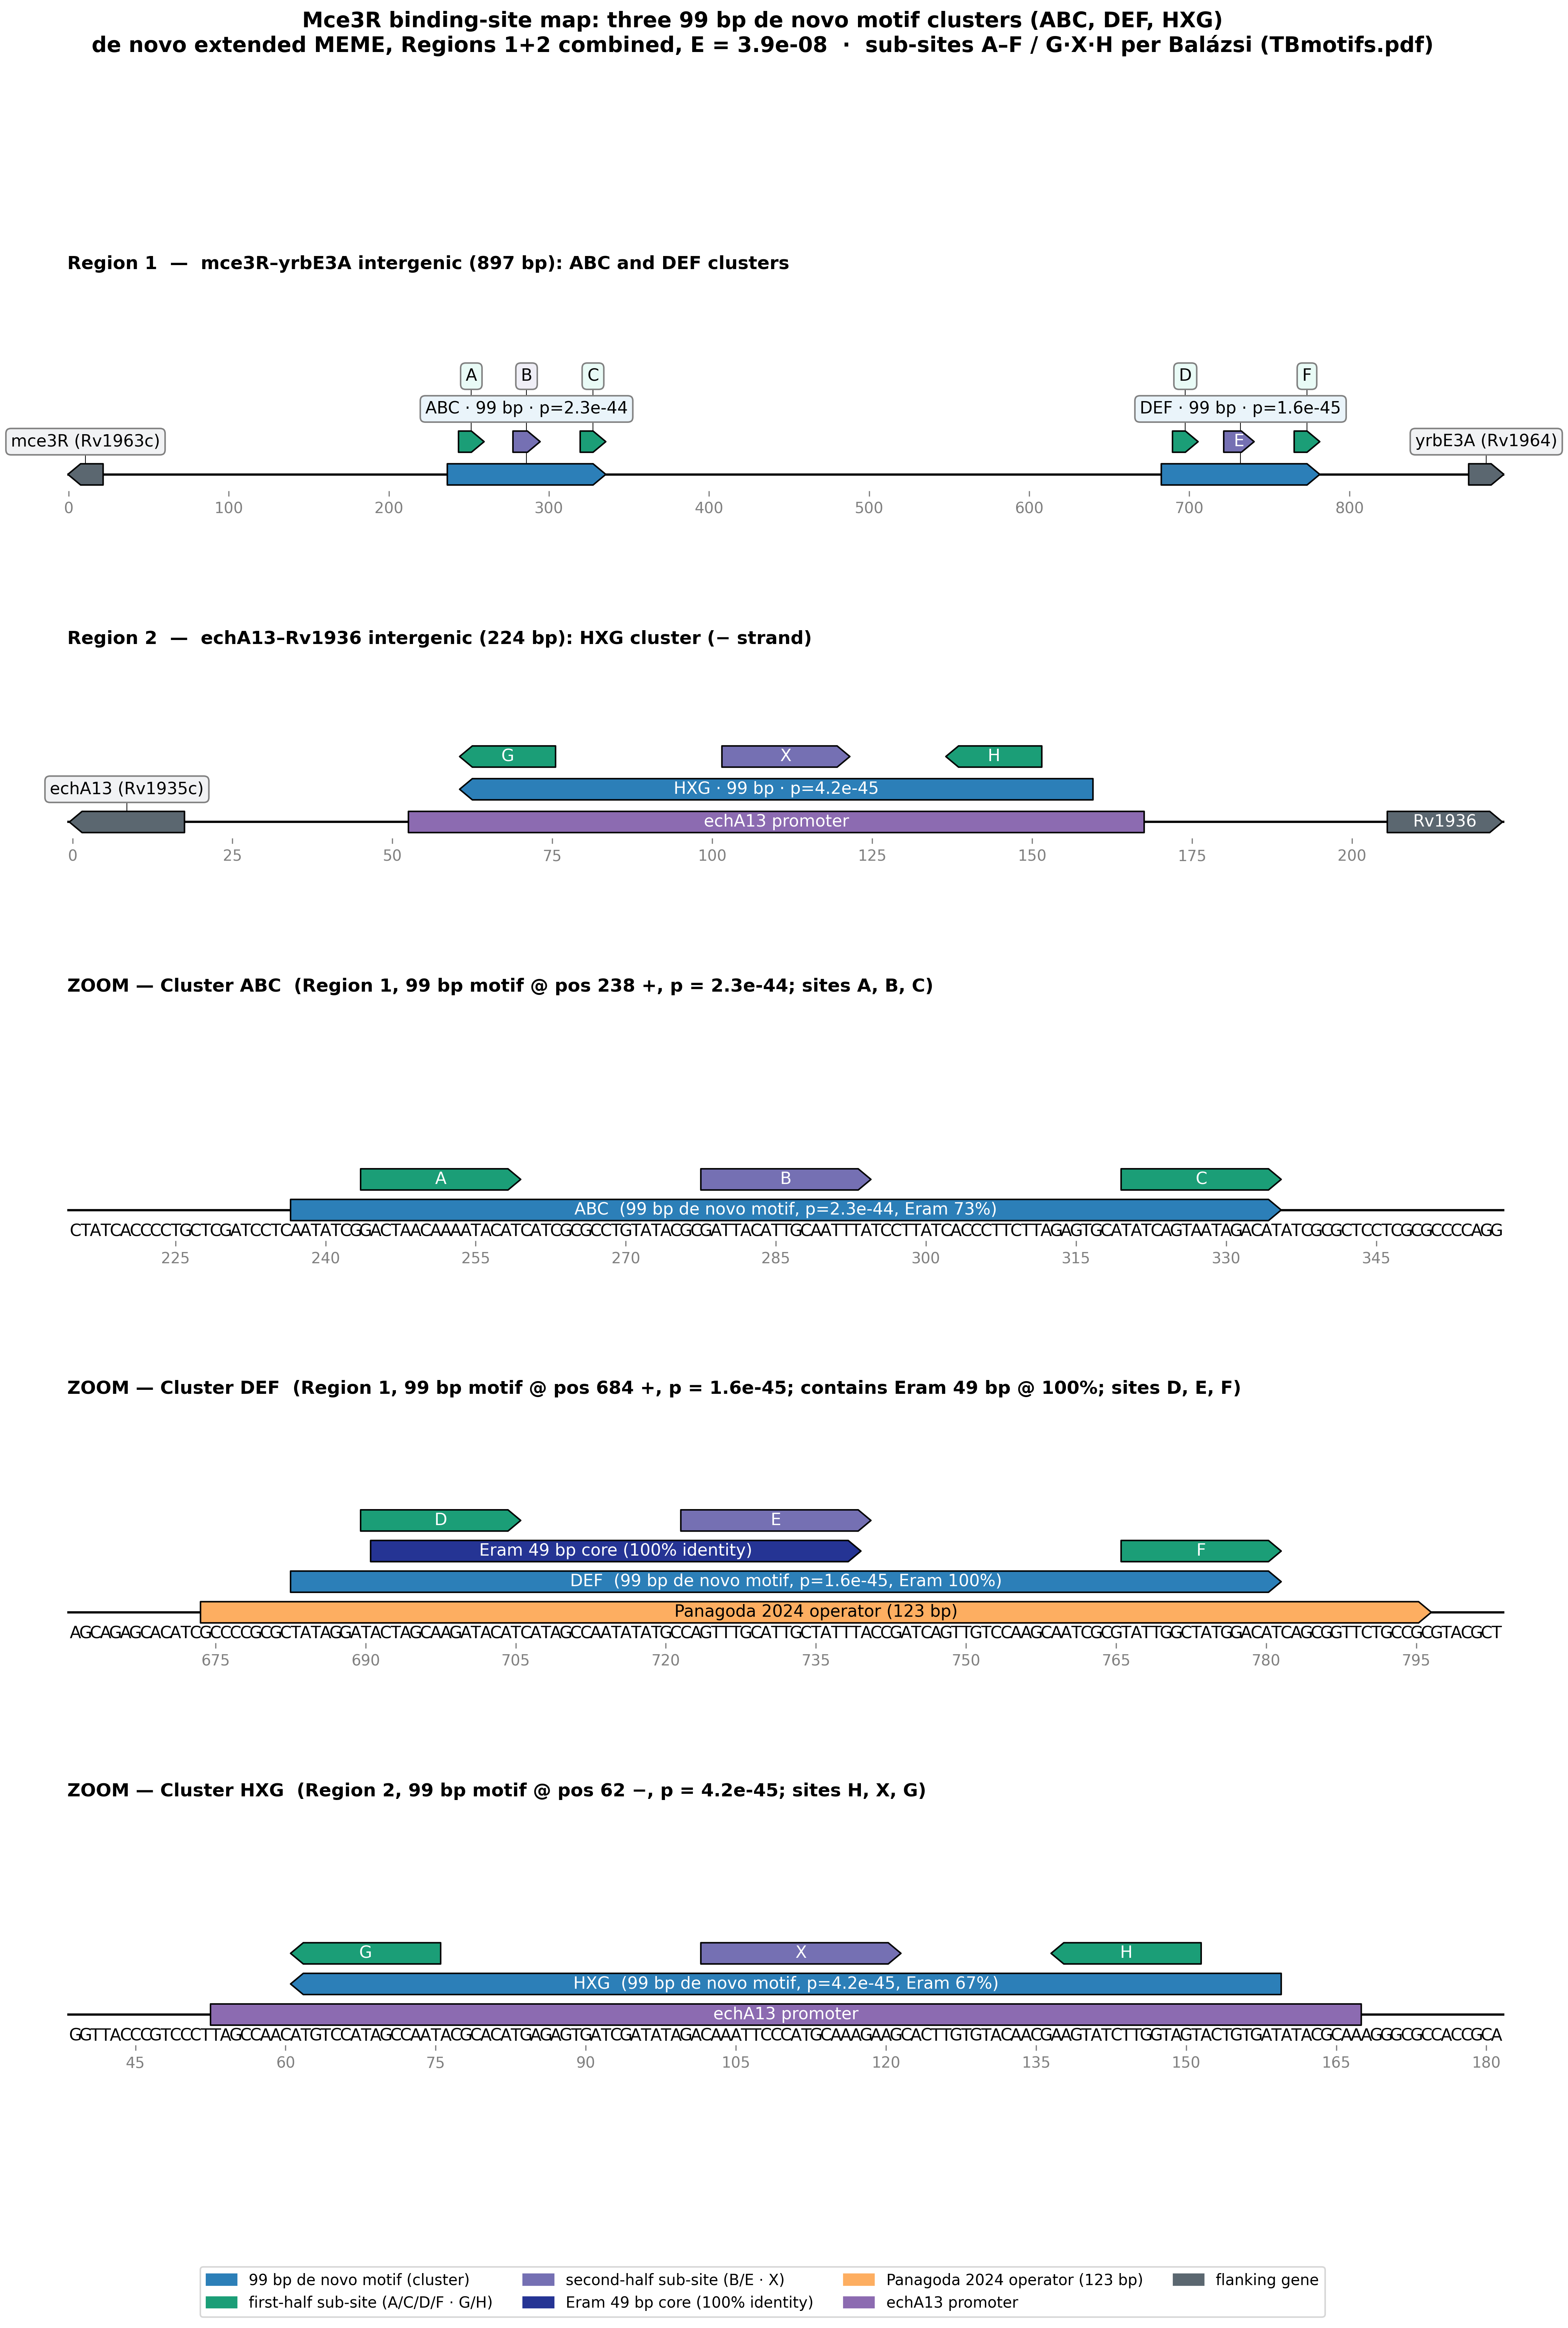 Mce3R binding-site map: three 99 bp de novo motif clusters (ABC, DEF, HXG)
de novo extended MEME, Regions 1+2 combined, E = 3.9e-08 · sub-sites A–F / G·X·H per Balázsi (TBmotifs.pdf)
Region 1 — mce3R–yrbE3A intergenic (897 bp): ABC and DEF clusters
A B C D F
ABC · 99 bp · p=2.3e-44 DEF · 99 bp · p=1.6e-45
mce3R (Rv1963c) E yrbE3A (Rv1964)
0 100 200 300 400 500 600 700 800
Region 2 — echA13–Rv1936 intergenic (224 bp): HXG cluster (− strand)
G X H
echA13 (Rv1935c) HXG · 99 bp · p=4.2e-45
echA13 promoter Rv1936
0 25 50 75 100 125 150 175 200
ZOOM — Cluster ABC (Region 1, 99 bp motif @ pos 238 +, p = 2.3e-44; sites A, B, C)
A B C
ABC (99 bp de novo motif, p=2.3e-44, Eram 73%)
CTATCACCCCTGCTCGATCCTCAATATCGGACTAACAAAATACATCATCGCGCCTGTATACGCGATTACATTGCAATTTATCCTTATCACCCTTCTTAGAGTGCATATCAGTAATAGACATATCGCGCTCCTCGCGCCCCAGG
225 240 255 270 285 300 315 330 345
ZOOM — Cluster DEF (Region 1, 99 bp motif @ pos 684 +, p = 1.6e-45; contains Eram 49 bp @ 100%; sites D, E, F)
D E
Eram 49 bp core (100% identity) F
DEF (99 bp de novo motif, p=1.6e-45, Eram 100%)
Panagoda 2024 operator (123 bp)
AGCAGAGCACATCGCCCCGCGCTATAGGATACTAGCAAGATACATCATAGCCAATATATGCCAGTTTGCATTGCTATTTACCGATCAGTTGTCCAAGCAATCGCGTATTGGCTATGGACATCAGCGGTTCTGCCGCGTACGCT
675 690 705 720 735 750 765 780 795
ZOOM — Cluster HXG (Region 2, 99 bp motif @ pos 62 −, p = 4.2e-45; sites H, X, G)
G X H
HXG (99 bp de novo motif, p=4.2e-45, Eram 67%)
echA13 promoter
GGTTACCCGTCCCTTAGCCAACATGTCCATAGCCAATACGCACATGAGAGTGATCGATATAGACAAATTCCCATGCAAAGAAGCACTTGTGTACAACGAAGTATCTTGGTAGTACTGTGATATACGCAAAGGGCGCCACCGCA
45 60 75 90 105 120 135 150 165 180
99 bp de novo motif (cluster) second-half sub-site (B/E · X) Panagoda 2024 operator (123 bp) flanking gene
first-half sub-site (A/C/D/F · G/H) Eram 49 bp core (100% identity) echA13 promoter